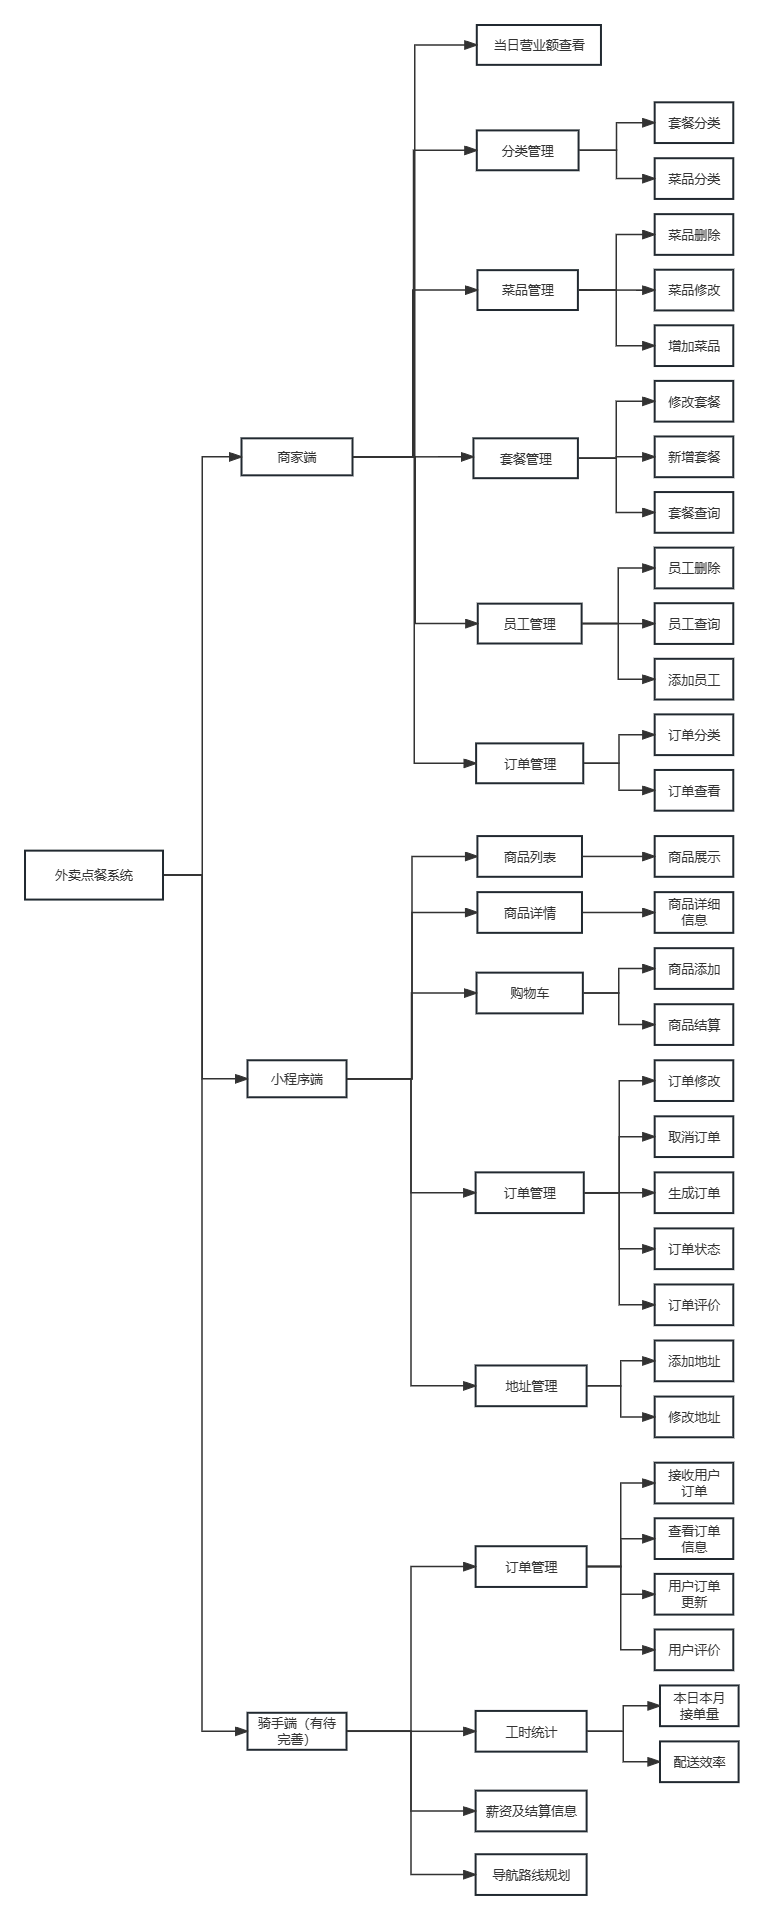 当日营业额查看
套餐分类
分类管理
菜品分类
菜品删除
菜品管理
菜品修改
增加菜品
修改套餐
商家端
套餐管理
新增套餐
套餐查询
员工删除
员工管理
员工查询
添加员工
订单分类
订单管理
订单查看
商品列表
商品展示
外卖点餐系统
商品详情
商品详细
信息
商品添加
购物车
商品结算
小程序端
订单修改
取消订单
订单管理
生成订单
订单状态
订单评价
添加地址
地址管理
修改地址
接收用户
订单
查看订单
信息
订单管理
用户订单
更新
用户评价
本日本月
接单量
骑手端（有待
完善）
工时统计
配送效率
薪资及结算信息
导航路线规划